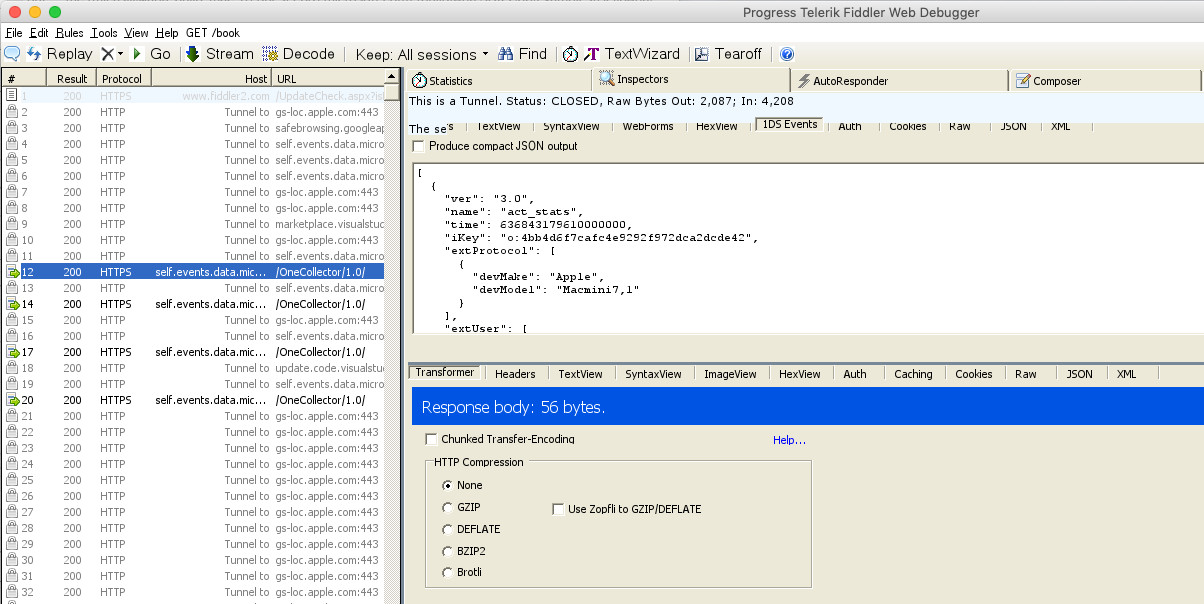 Progress Telerik Fiddler Web Debugger
File Edit Rules Tools View Help GET /book
Replay Go Stream Decode Keep: All sessions Find TextWizard Tearoff
# Result Protocol Host URL
1 200 HTTPS www.fiddler2.com /UpdateCheck.aspx?isl
2 200 HTTP Tunnel to gs-loc.apple.com:443
3 200 HTTP Tunnel to safebrowsing.googleap
4 200 HTTP Tunnel to self.events.data.micro
5 200 HTTP Tunnel to self.events.data.micro
6 200 HTTP Tunnel to self.events.data.micro
7 200 HTTP Tunnel to gs-loc.apple.com:443
8 200 HTTP Tunnel to gs-loc.apple.com:443
9 200 HTTP Tunnel to marketplace.visualstud
10 200 HTTP Tunnel to gs-loc.apple.com:443
11 200 HTTP Tunnel to self.events.data.micro
12 200 HTTPS self.events.data.mic... /OneCollector/1.0/
13 200 HTTP Tunnel to self.events.data.micro
14 200 HTTPS self.events.data.mic... /OneCollector/1.0/
15 200 HTTP Tunnel to gs-loc.apple.com:443
16 200 HTTP Tunnel to self.events.data.micro
17 200 HTTPS self.events.data.mic... /OneCollector/1.0/
18 200 HTTP Tunnel to update.code.visualstu
19 200 HTTP Tunnel to self.events.data.micro
20 200 HTTPS self.events.data.mic... /OneCollector/1.0/
21 200 HTTP Tunnel to gs-loc.apple.com:443
22 200 HTTP Tunnel to gs-loc.apple.com:443
23 200 HTTP Tunnel to gs-loc.apple.com:443
24 200 HTTP Tunnel to gs-loc.apple.com:443
25 200 HTTP Tunnel to gs-loc.apple.com:443
26 200 HTTP Tunnel to gs-loc.apple.com:443
27 200 HTTP Tunnel to gs-loc.apple.com:443
28 200 HTTP Tunnel to gs-loc.apple.com:443
29 200 HTTP Tunnel to gs-loc.apple.com:443
30 200 HTTP Tunnel to gs-loc.apple.com:443
31 200 HTTP Tunnel to gs-loc.apple.com:443
32 200 HTTP Tunnel to gs-loc.apple.com:443
Statistics Inspectors AutoResponder Composer
This is a Tunnel. Status: CLOSED, Raw Bytes Out: 2,087; In: 4,208
The se s TextView SyntaxView WebForms HexView 1DS Events Auth Cookies Raw JSON XML
Produce compact JSON output
[
{
"ver": "3.0",
"name": "act_stats",
"time": 636843179610000000,
"iKey": "o:4bb4d6f7cafc4e9292f972dca2dcde42",
"extProtocol": [
{
"devMake": "Apple",
"devModel": "Macmini7,1"
}
],
"extUser": [
Transformer Headers TextView SyntaxView ImageView HexView Auth Caching Cookies Raw JSON XML
Response body: 56 bytes.
Chunked Transfer-Encoding Help...
HTTP Compression
None
GZIP Use Zopfli to GZIP/DEFLATE
DEFLATE
BZIP2
Brotli